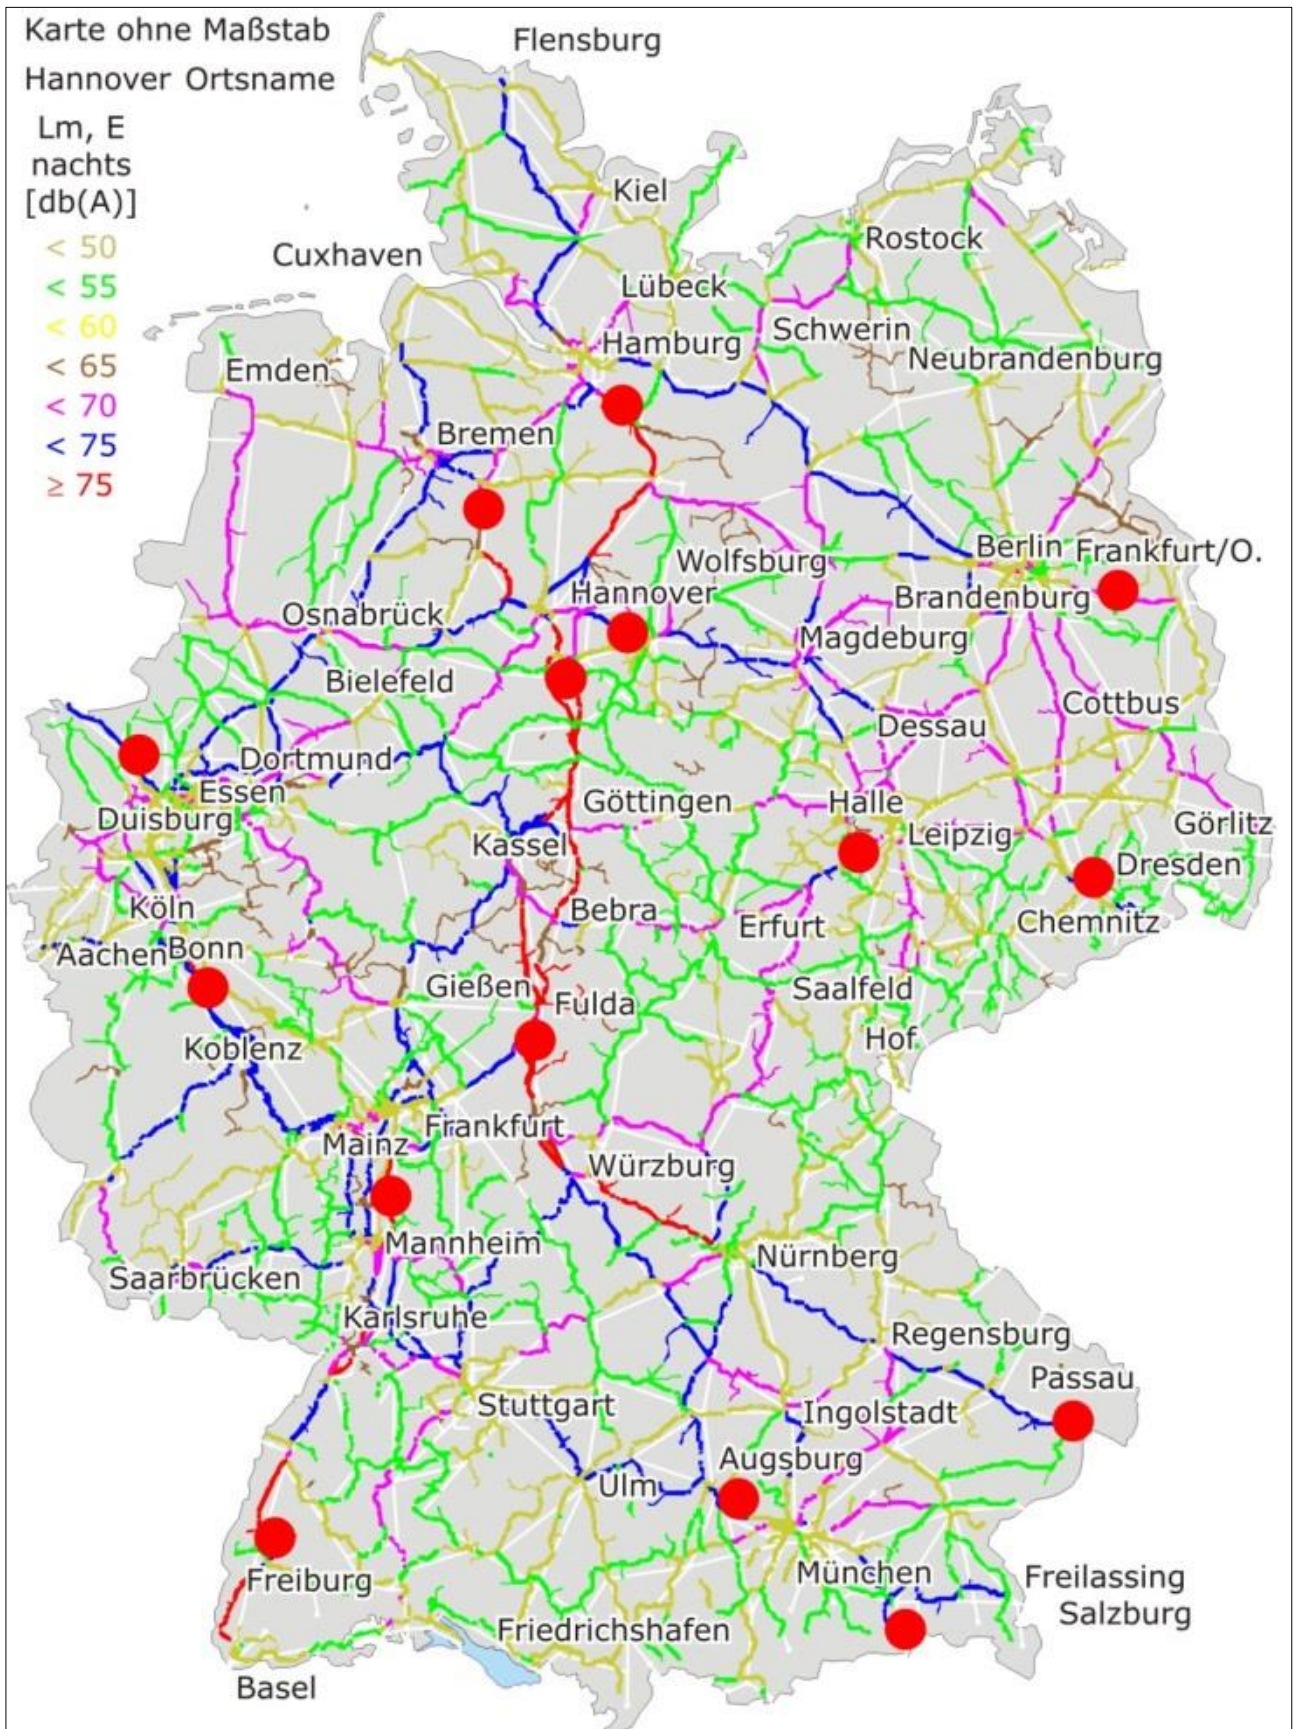 Karte ohne Maßstab
Hannover Ortsname
Lm, E
nachts
[db(A)]
< 50
< 55
< 60
< 65
< 70
< 75
≥ 75
Flensburg
Kiel
Cuxhaven
Rostock
Lübeck
Schwerin
Hamburg
Neubrandenburg
Emden
Bremen
Berlin
Frankfurt/O.
Wolfsburg
Hannover
Brandenburg
Osnabrück
Magdeburg
Bielefeld
Cottbus
Dessau
Dortmund
Essen
Göttingen
Halle
Duisburg
Görlitz
Leipzig
Kassel
Dresden
Köln
Bebra
Erfurt
Chemnitz
Aachen
Bonn
Gießen
Saalfeld
Fulda
Hof
Koblenz
Frankfurt
Mainz
Würzburg
Mannheim
Nürnberg
Saarbrücken
Karlsruhe
Regensburg
Passau
Stuttgart
Ingolstadt
Augsburg
Ulm
München
Freilassing
Freiburg
Salzburg
Friedrichshafen
Basel